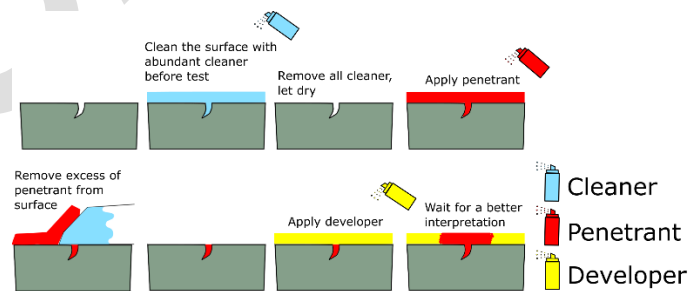 Clean the surface with
abundant cleaner
before test
Remove all cleaner,
let dry
Apply penetrant
Remove excess of
penetrant from
surface
Apply developer
Wait for a better
interpretation
Cleaner
Penetrant
Developer